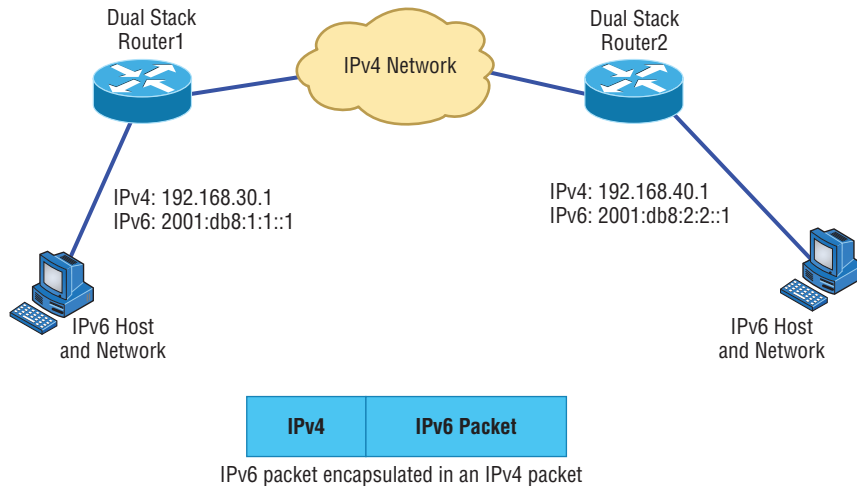 Dual Stack
Router1
IPv4 Network
Dual Stack
Router2
IPv4: 192.168.30.1
IPv6: 2001:db8:1:1::1
IPv4: 192.168.40.1
IPv6: 2001:db8:2:2::1
IPv6 Host
and Network
IPv6 Host
and Network
IPv4
IPv6 Packet
IPv6 packet encapsulated in an IPv4 packet